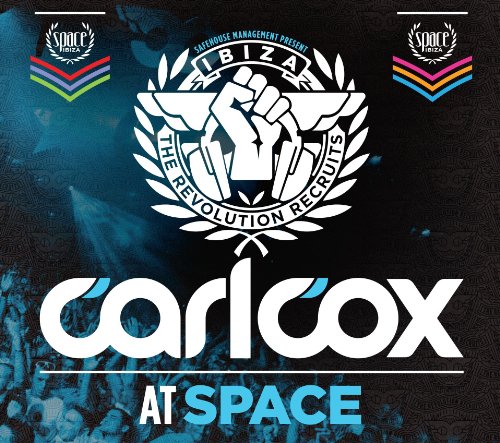 SAFEHOUSE MANAGEMENT PRESENT
space
IBIZA
space
IBIZA
IBIZA
THE REVOLUTION RECRUITS
carl cox
AT SPACE